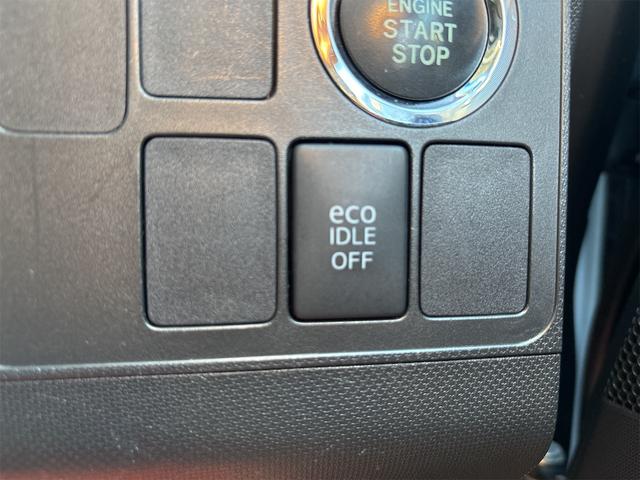 ENGINE
START
STOP
eco
IDLE
OFF